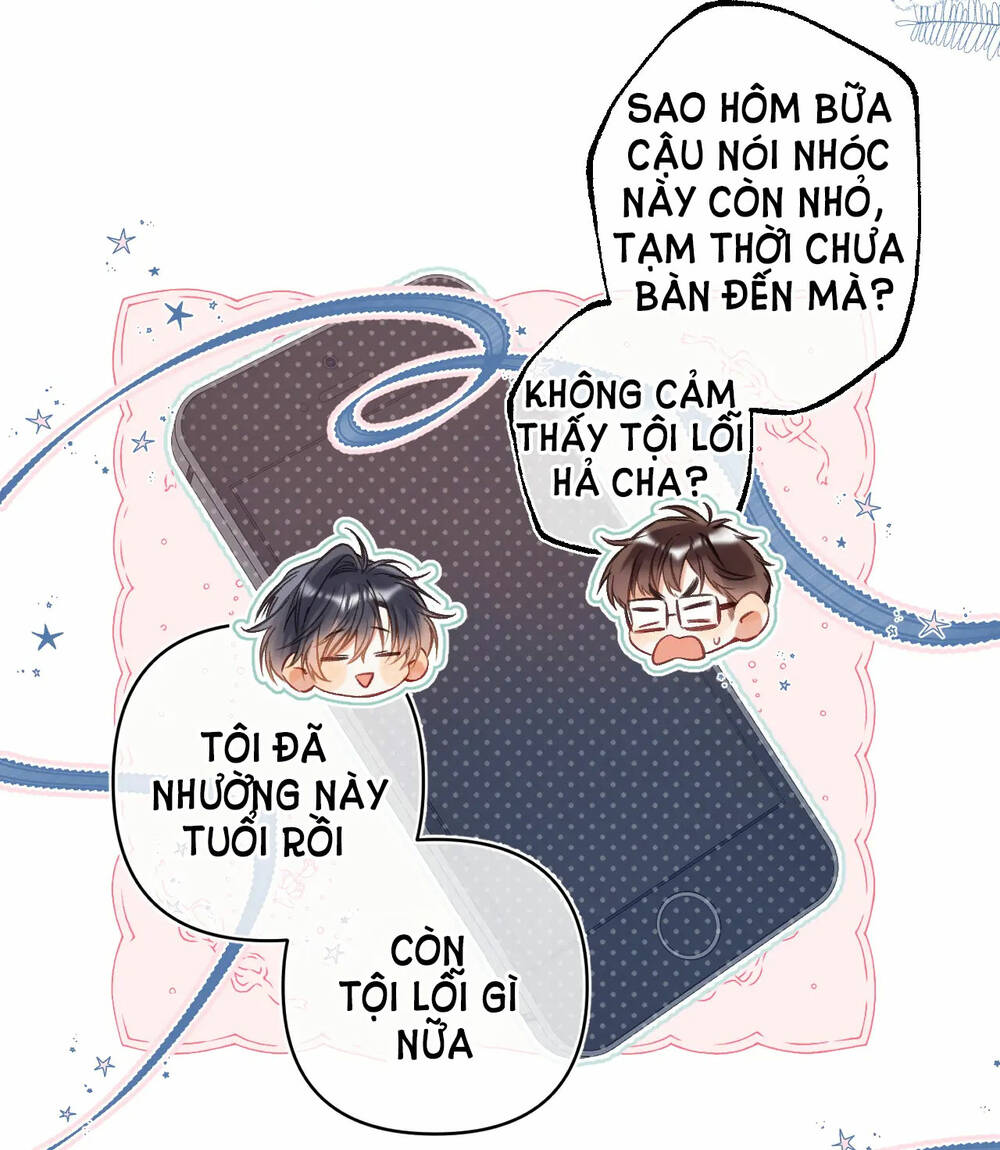 SAO HÔM BỮA
CẬU NÓI NHÓC
NÀY CÒN NHỎ,
TẠM THỜI CHƯA
BÀN ĐẾN MÀ?
KHÔNG CẢM
THẤY TỘI LỖI
HẢ CHA?
TÔI ĐÃ
NHƯỜNG NÀY
TUỔI RỒI
CÒN
TỘI LỖI GÌ
NỮA